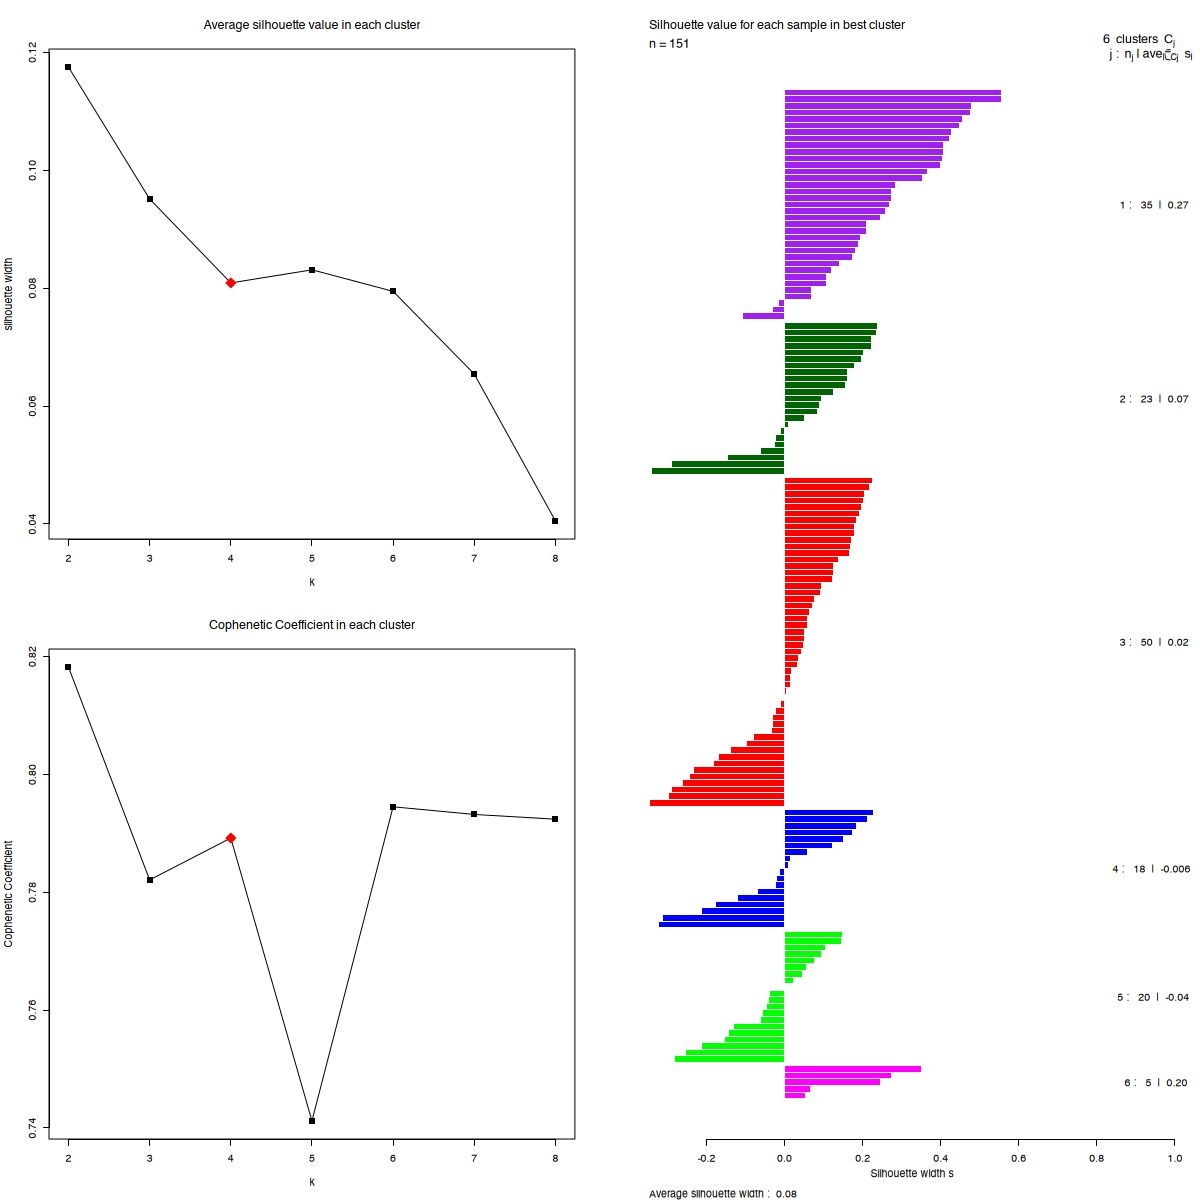 Average silhouette value in each cluster
silhouette width
0.12
0.10
0.08
0.06
0.04
2 3 4 5 6 7 8
k
Cophenetic Coefficient in each cluster
Cophenetic Coefficient
0.82
0.80
0.78
0.76
0.74
2 3 4 5 6 7 8
k
Silhouette value for each sample in best cluster
n = 151
6 clusters Cj
j : nj | avei∈Cj si
1 : 35 | 0.27
2 : 23 | 0.07
3 : 50 | 0.02
4 : 18 | -0.006
5 : 20 | -0.04
6 : 5 | 0.20
-0.2 0.0 0.2 0.4 0.6 0.8 1.0
Silhouette width s
Average silhouette width : 0.08